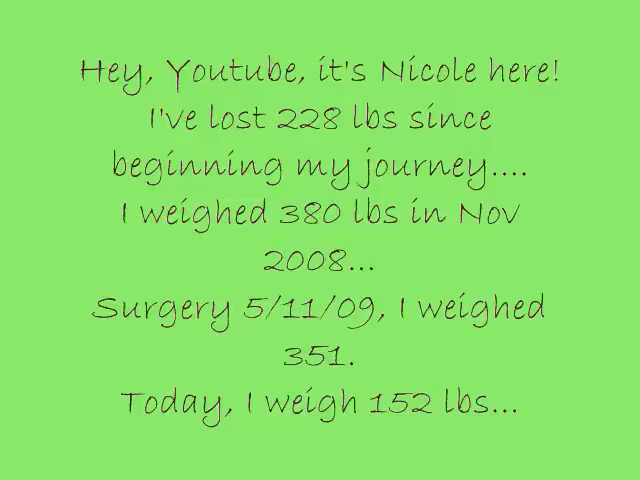 Hey, Youtube, it's Nicole here!
I've lost 228 lbs since
beginning my journey....
I weighed 380 lbs in Nov
2008...
Surgery 5/11/09, I weighed
351.
Today, I weigh 152 lbs...